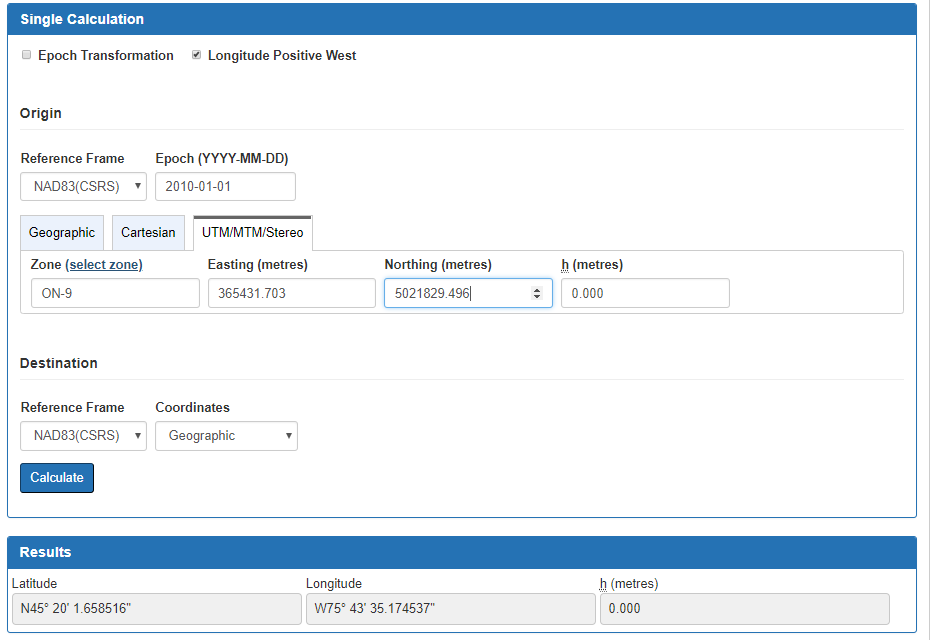 Single Calculation
Epoch Transformation Longitude Positive West
Origin
Reference Frame Epoch (YYYY-MM-DD)
NAD83(CSRS) 2010-01-01
Geographic Cartesian UTM/MTM/Stereo
Zone (select zone) Easting (metres) Northing (metres) h (metres)
ON-9 365431.703 5021829.496 0.000
Destination
Reference Frame Coordinates
NAD83(CSRS) Geographic
Calculate
Results
Latitude Longitude h (metres)
N45° 20' 1.658516" W75° 43' 35.174537" 0.000